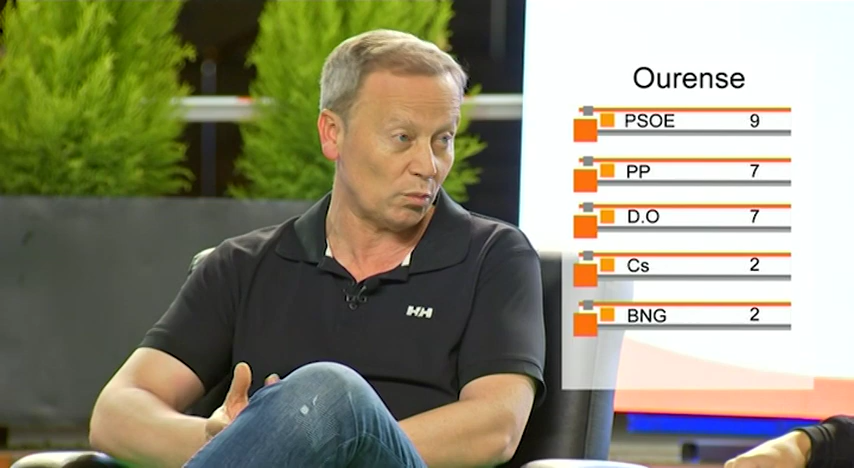 Ourense
PSOE 9
PP 7
D.O 7
Cs 2
BNG 2
HH